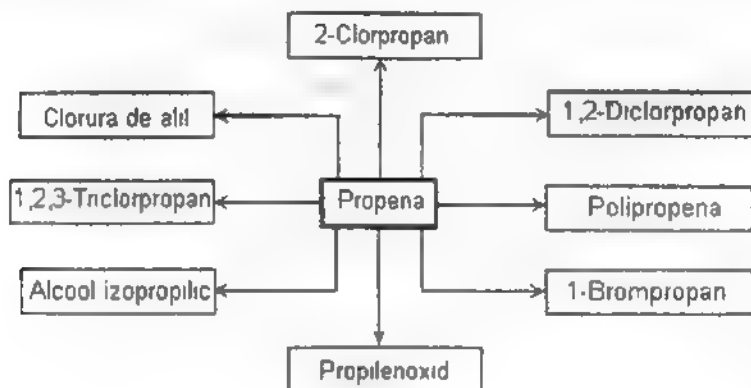 2-Clorpropan
Clorura de alil
1,2-Diclorpropan
1,2,3-Triclorpropan
Propena
Polipropena
Alcool izopropilic
1-Brompropan
Propilenoxid